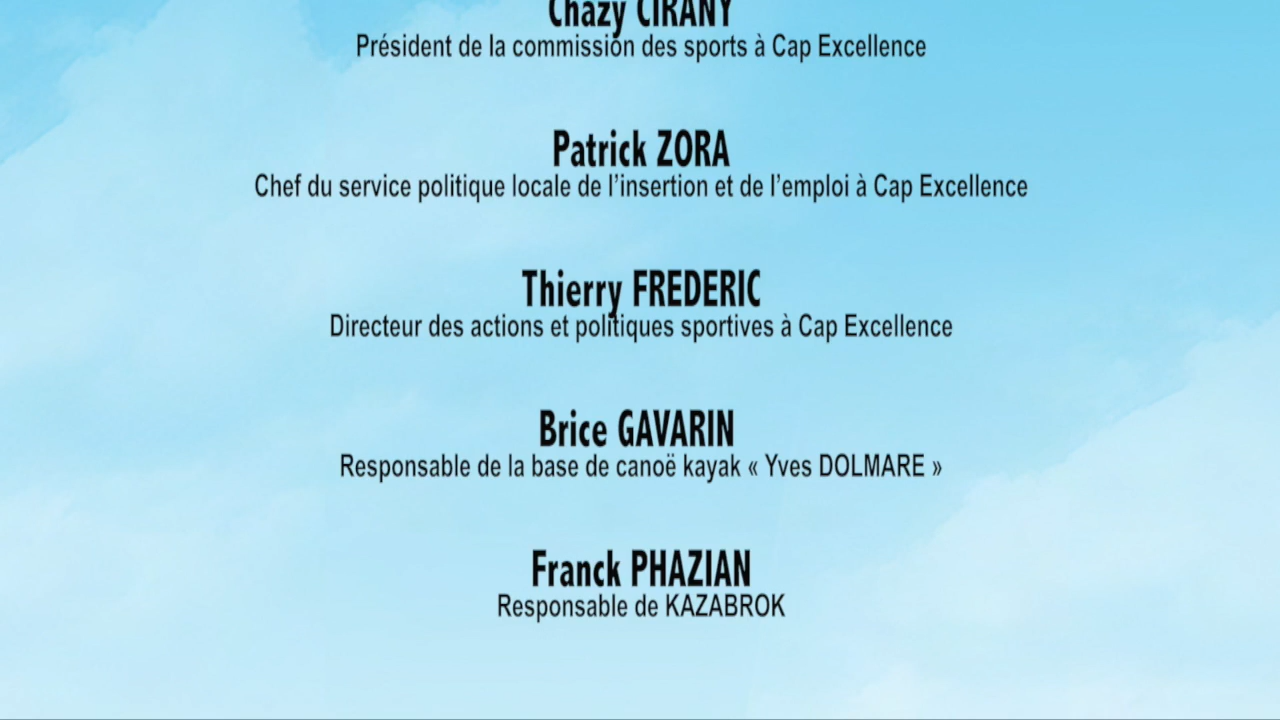 Chazy CIRANY
Président de la commission des sports à Cap Excellence
Patrick ZORA
Chef du service politique locale de l’insertion et de l’emploi à Cap Excellence
Thierry FREDERIC
Directeur des actions et politiques sportives à Cap Excellence
Brice GAVARIN
Responsable de la base de canoë kayak « Yves DOLMARE »
Franck PHAZIAN
Responsable de KAZABROK